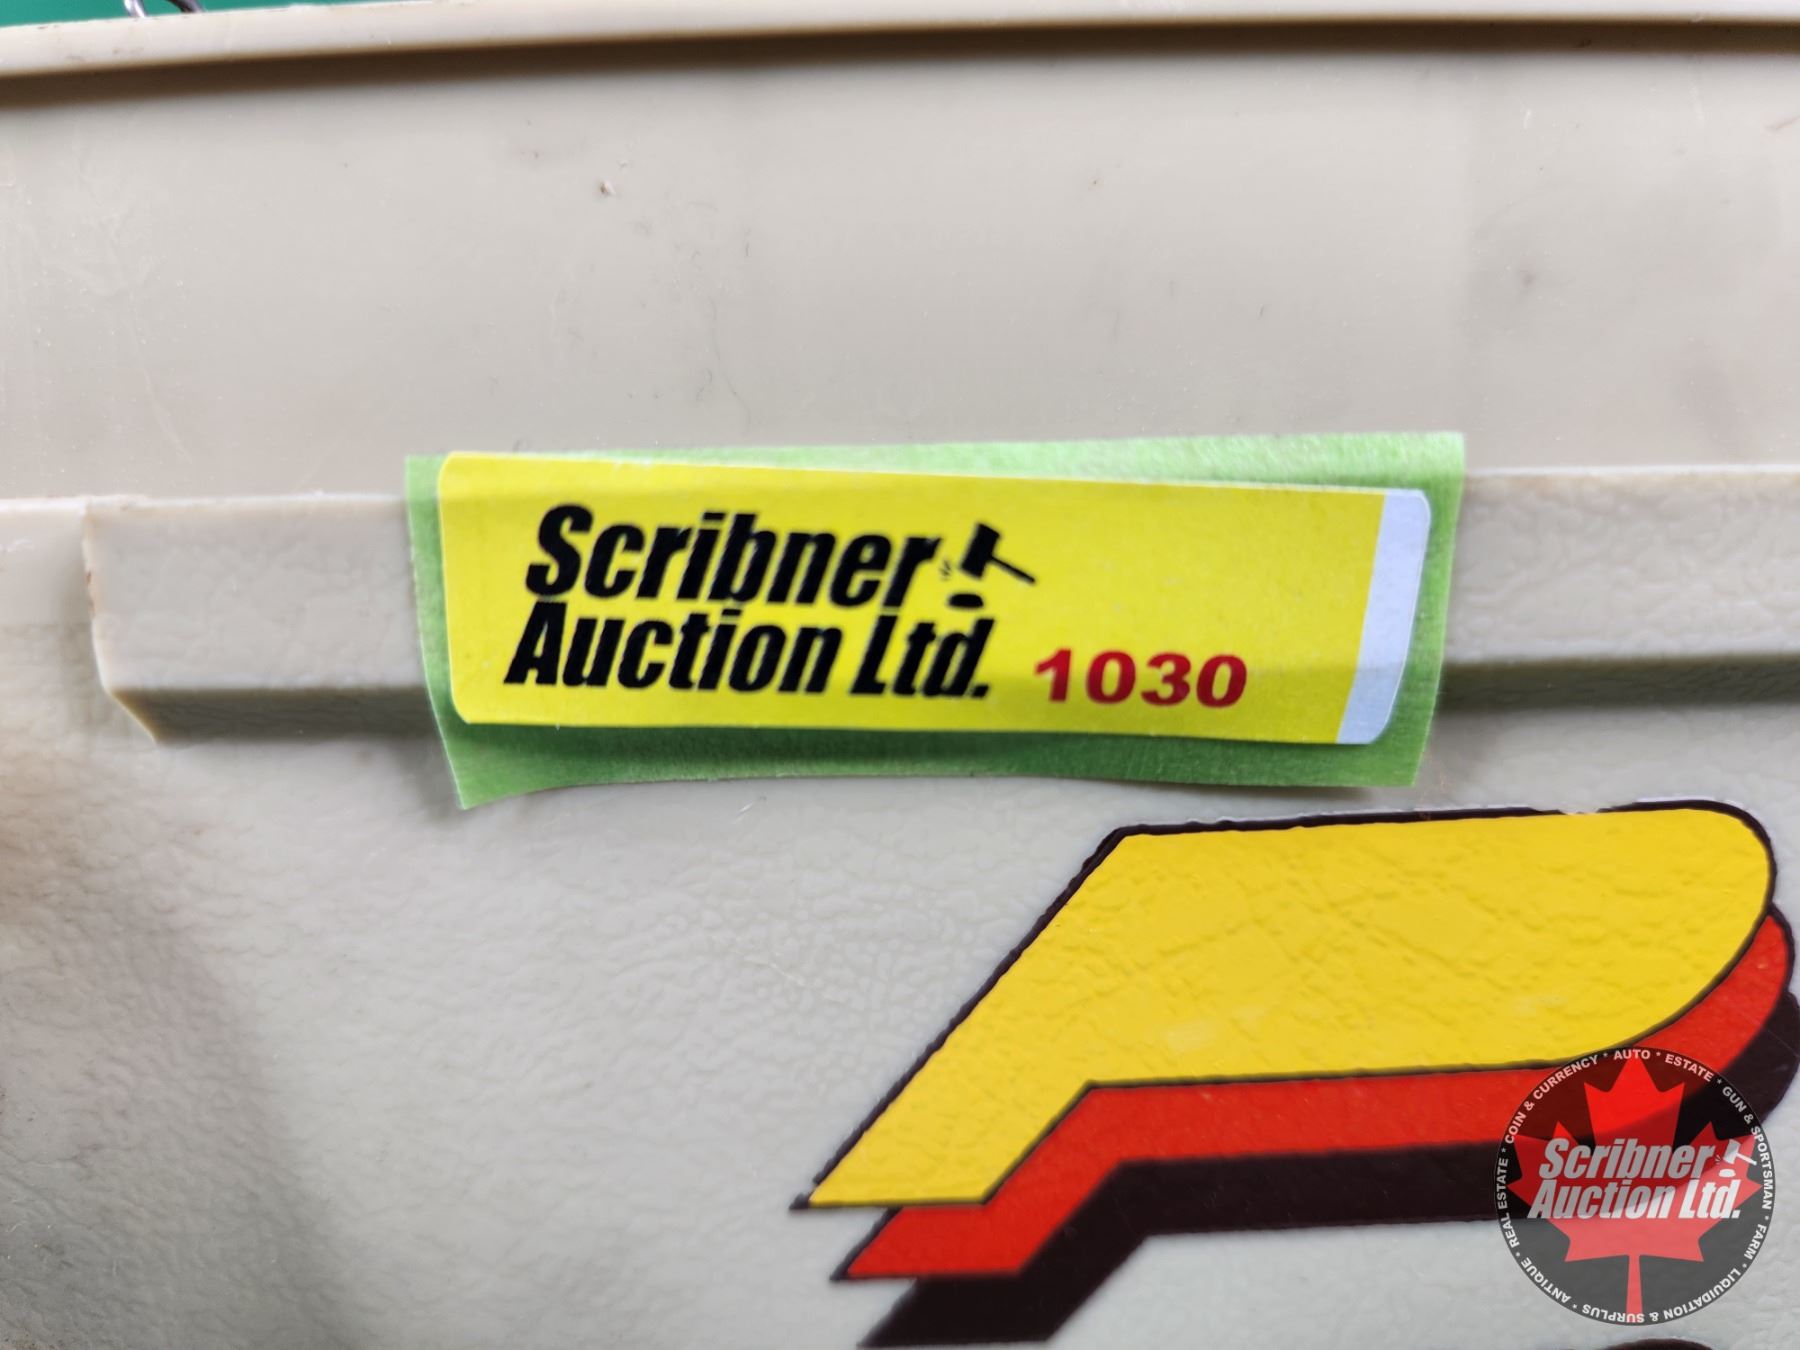 Scribner
Auction Ltd. 1030
REAL ESTATE * COIN & CURRENCY * AUTO * ESTATE * GUN & SPORTSMAN * FARM * LIQUIDATION & SURPLUS * ANTIQUE *
Scribner
Auction Ltd.